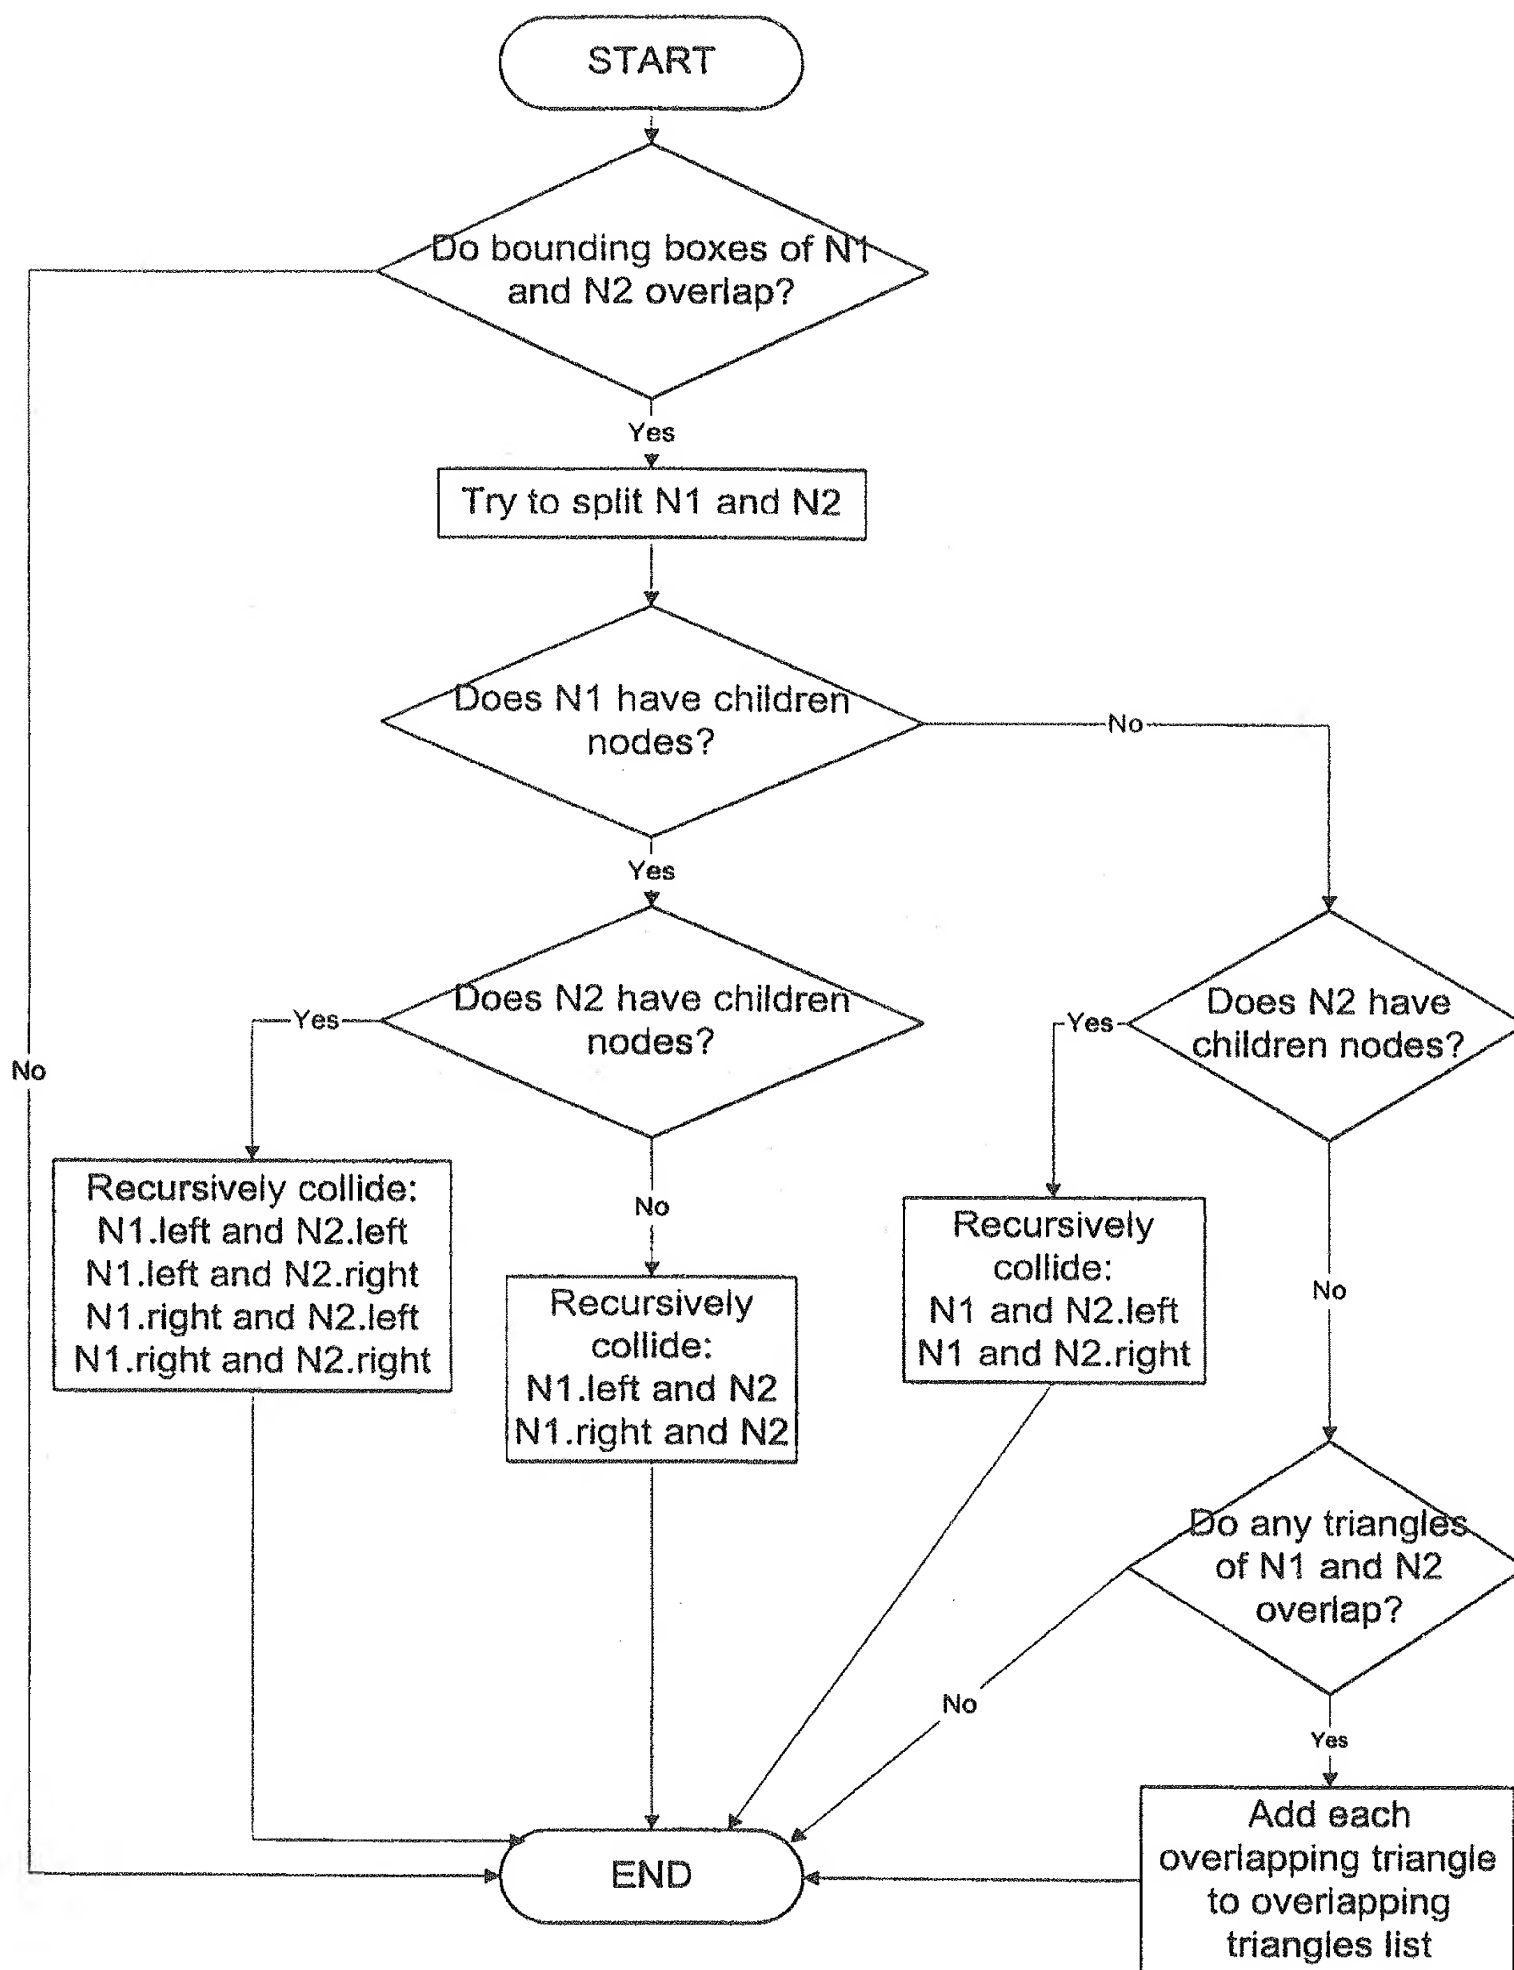 START
Do bounding boxes of N1
and N2 overlap?
Yes
Try to split N1 and N2
Does N1 have children
nodes?
No
Yes
Does N2 have children
nodes?
Yes
Does N2 have
children nodes?
Yes
No
Recursively collide:
N1.left and N2.left
N1.left and N2.right
N1.right and N2.left
N1.right and N2.right
No
Recursively
collide:
N1.left and N2
N1.right and N2
Recursively
collide:
N1 and N2.left
N1 and N2.right
No
Do any triangles
of N1 and N2
overlap?
No
Yes
Add each
overlapping triangle
to overlapping
triangles list
END